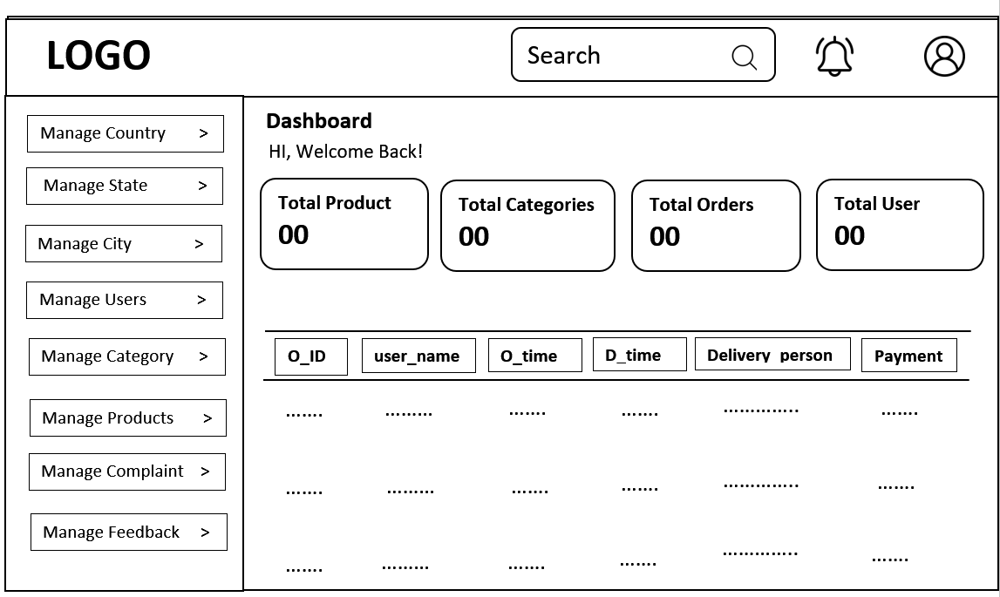 LOGO
Search
Manage Country >
Manage State >
Manage City >
Manage Users >
Manage Category >
Manage Products >
Manage Complaint >
Manage Feedback >
Dashboard
HI, Welcome Back!
Total Product
00
Total Categories
00
Total Orders
00
Total User
00
O_ID user_name O_time D_time Delivery_person Payment
....... ......... ....... ....... .............. .......
....... ......... ....... ....... .............. .......
....... ......... ....... ....... .............. .......